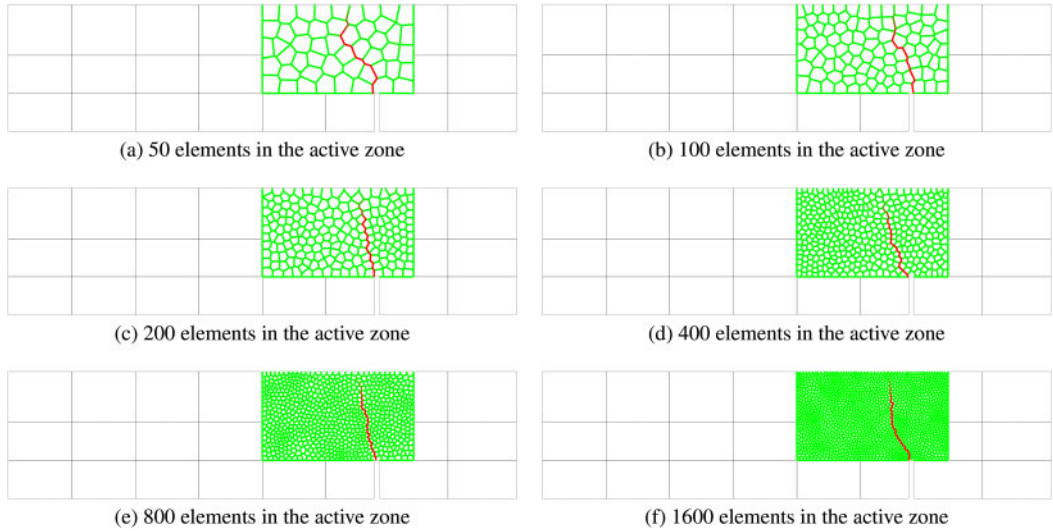 (a) 50 elements in the active zone
(b) 100 elements in the active zone
(c) 200 elements in the active zone
(d) 400 elements in the active zone
(e) 800 elements in the active zone
(f) 1600 elements in the active zone